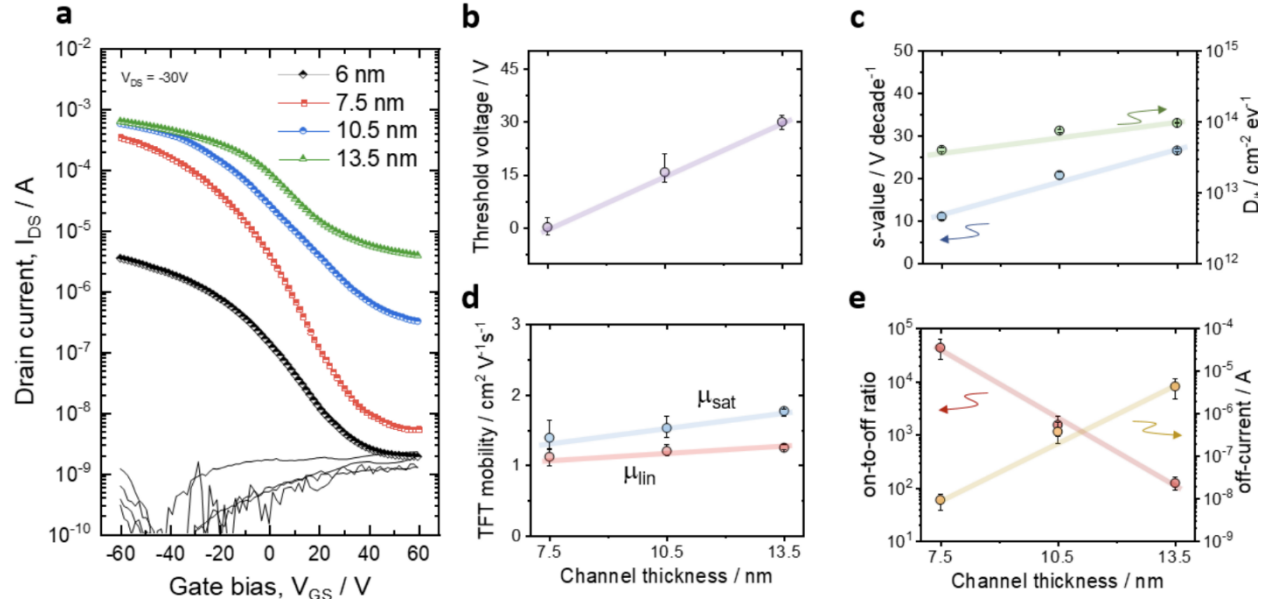 a
10⁻²
10⁻³
10⁻⁴
10⁻⁵
10⁻⁶
10⁻⁷
10⁻⁸
10⁻⁹
10⁻¹⁰
Drain current, I_DS / A
V_DS = -30V
6 nm
7.5 nm
10.5 nm
13.5 nm
-60 -40 -20 0 20 40 60
Gate bias, V_GS / V
b
45
30
15
0
Threshold voltage / V
c
50
40
30
20
10
0
s-value / V decade⁻¹
10¹⁵
10¹⁴
10¹³
10¹²
/ cm⁻² ev⁻¹
d
3
2
1
0
TFT mobility / cm² V⁻¹s⁻¹
μ_sat
μ_lin
7.5 10.5 13.5
Channel thickness / nm
e
10⁵
10⁴
10³
10²
10¹
on-to-off ratio
10⁻⁴
10⁻⁵
10⁻⁶
10⁻⁷
10⁻⁸
10⁻⁹
off-current / A
7.5 10.5 13.5
Channel thickness / nm